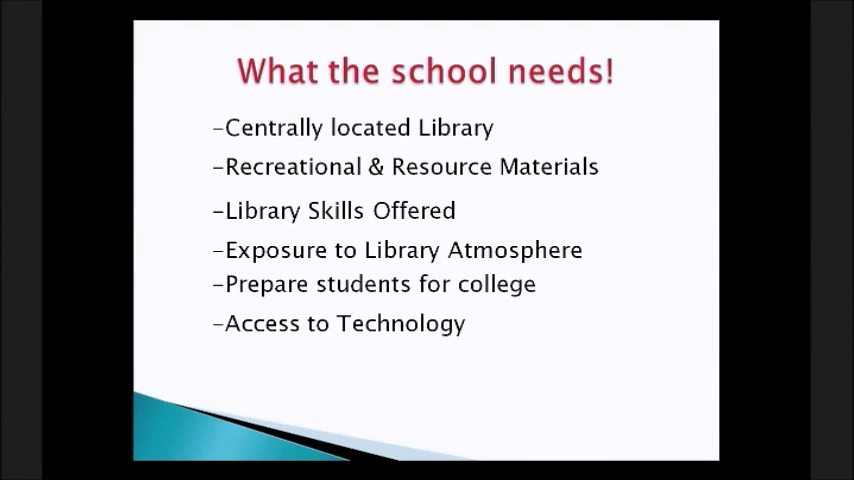 What the school needs!
-Centrally located Library
-Recreational & Resource Materials
-Library Skills Offered
-Exposure to Library Atmosphere
-Prepare students for college
-Access to Technology